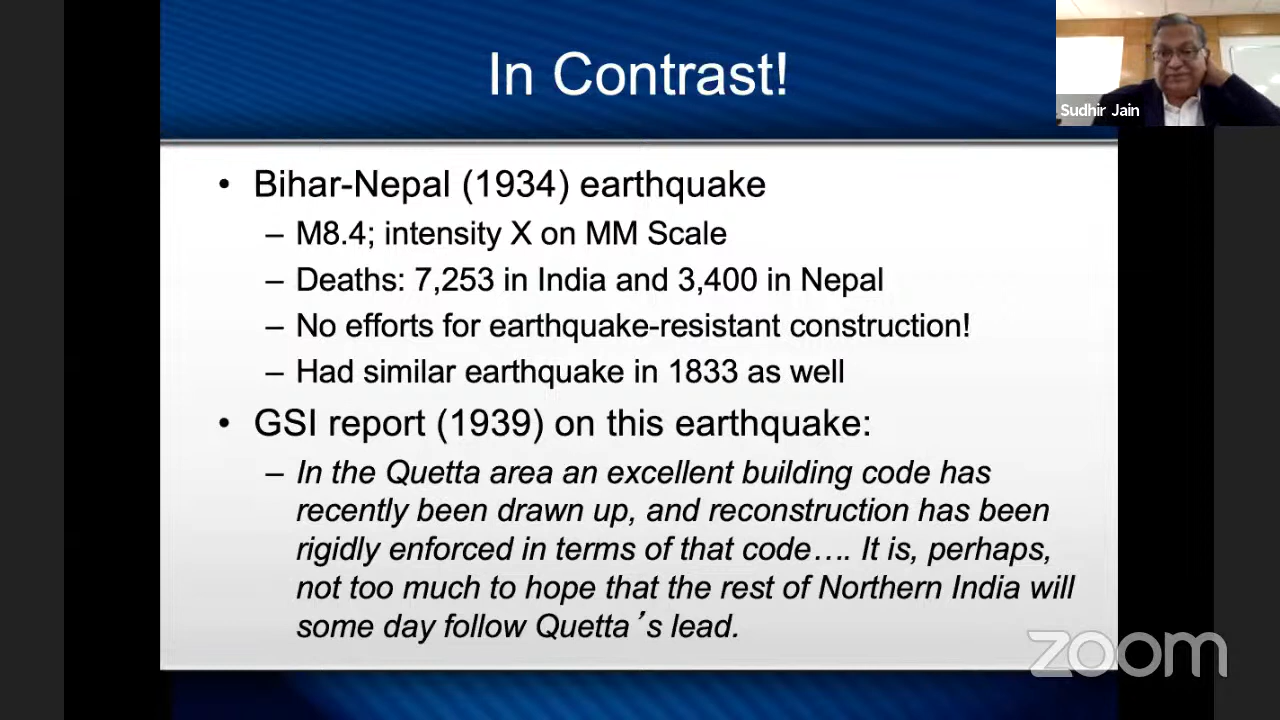 In Contrast!
Sudhir Jain
• Bihar-Nepal (1934) earthquake
– M8.4; intensity X on MM Scale
– Deaths: 7,253 in India and 3,400 in Nepal
– No efforts for earthquake-resistant construction!
– Had similar earthquake in 1833 as well
• GSI report (1939) on this earthquake:
– In the Quetta area an excellent building code has
recently been drawn up, and reconstruction has been
rigidly enforced in terms of that code…. It is, perhaps,
not too much to hope that the rest of Northern India will
some day follow Quetta’s lead.
zoom